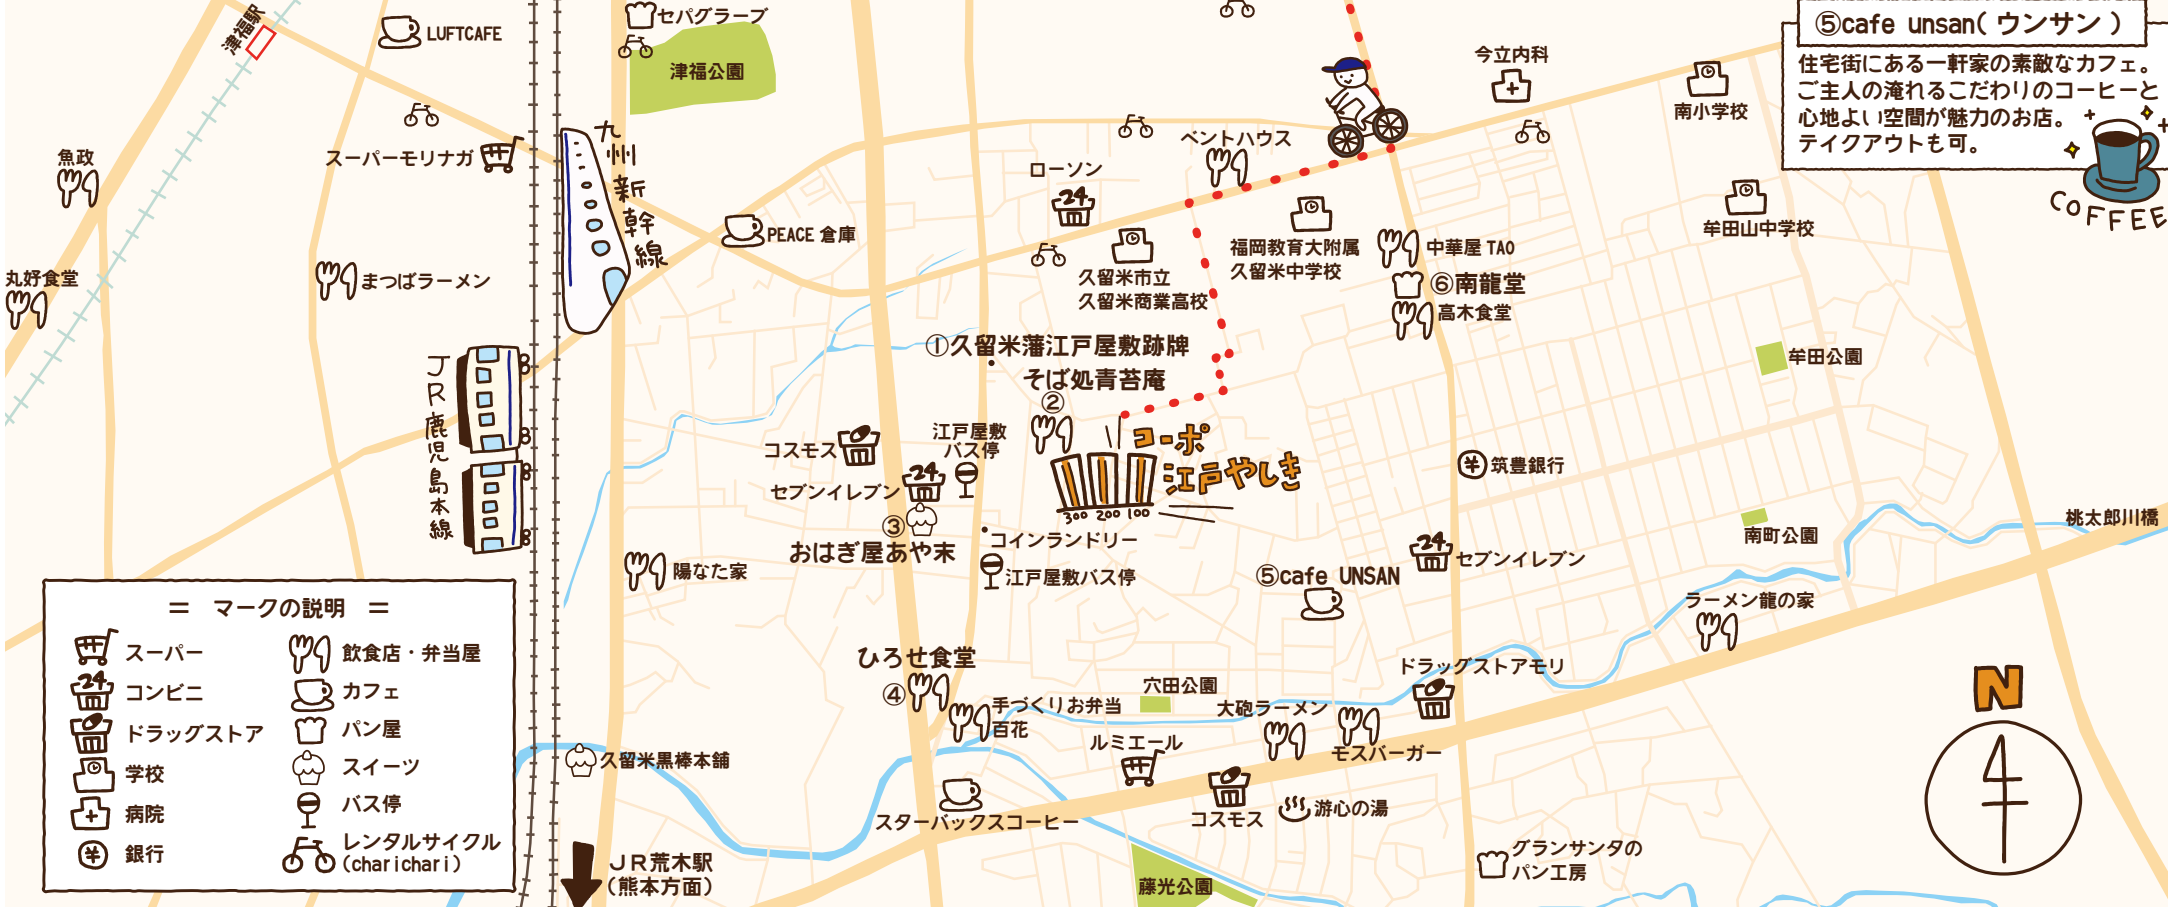 津福駅
LUFTCAFE
セパグラーブ
津福公園
スーパーモリナガ
魚政
九州新幹線
丸好食堂
まつばラーメン
PEACE 倉庫
JR鹿児島本線
ローソン
ベントハウス
今立内科
南小学校
⑤cafe unsan(ウンサン)
住宅街にある一軒家の素敵なカフェ。
ご主人の淹れるこだわりのコーヒーと
心地よい空間が魅力のお店。
テイクアウトも可。
COFFEE
牟田山中学校
久留米市立
久留米商業高校
福岡教育大附属
久留米中学校
中華屋 TAO
⑥南龍堂
高木食堂
①久留米藩江戸屋敷跡牌
そば処青苔庵
②
牟田公園
コスモス
江戸屋敷
バス停
セブンイレブン
③
おはぎ屋あや末
コーポ
江戸やしき
300 200 100
コインランドリー
江戸屋敷バス停
陽なた家
筑豊銀行
セブンイレブン
南町公園
桃太郎川橋
⑤cafe UNSAN
ラーメン龍の家
ひろせ食堂
④
手づくりお弁当
百花
穴田公園
大砲ラーメン
ドラッグストアモリ
ルミエール
モスバーガー
久留米黒棒本舗
スターバックスコーヒー
コスモス
游心の湯
グランサンタの
パン工房
藤光公園
JR荒木駅
(熊本方面)
N
= マークの説明 =
スーパー
24
コンビニ
ドラッグストア
学校
病院
銀行
飲食店・弁当屋
カフェ
パン屋
スイーツ
バス停
レンタルサイクル
(charichari)